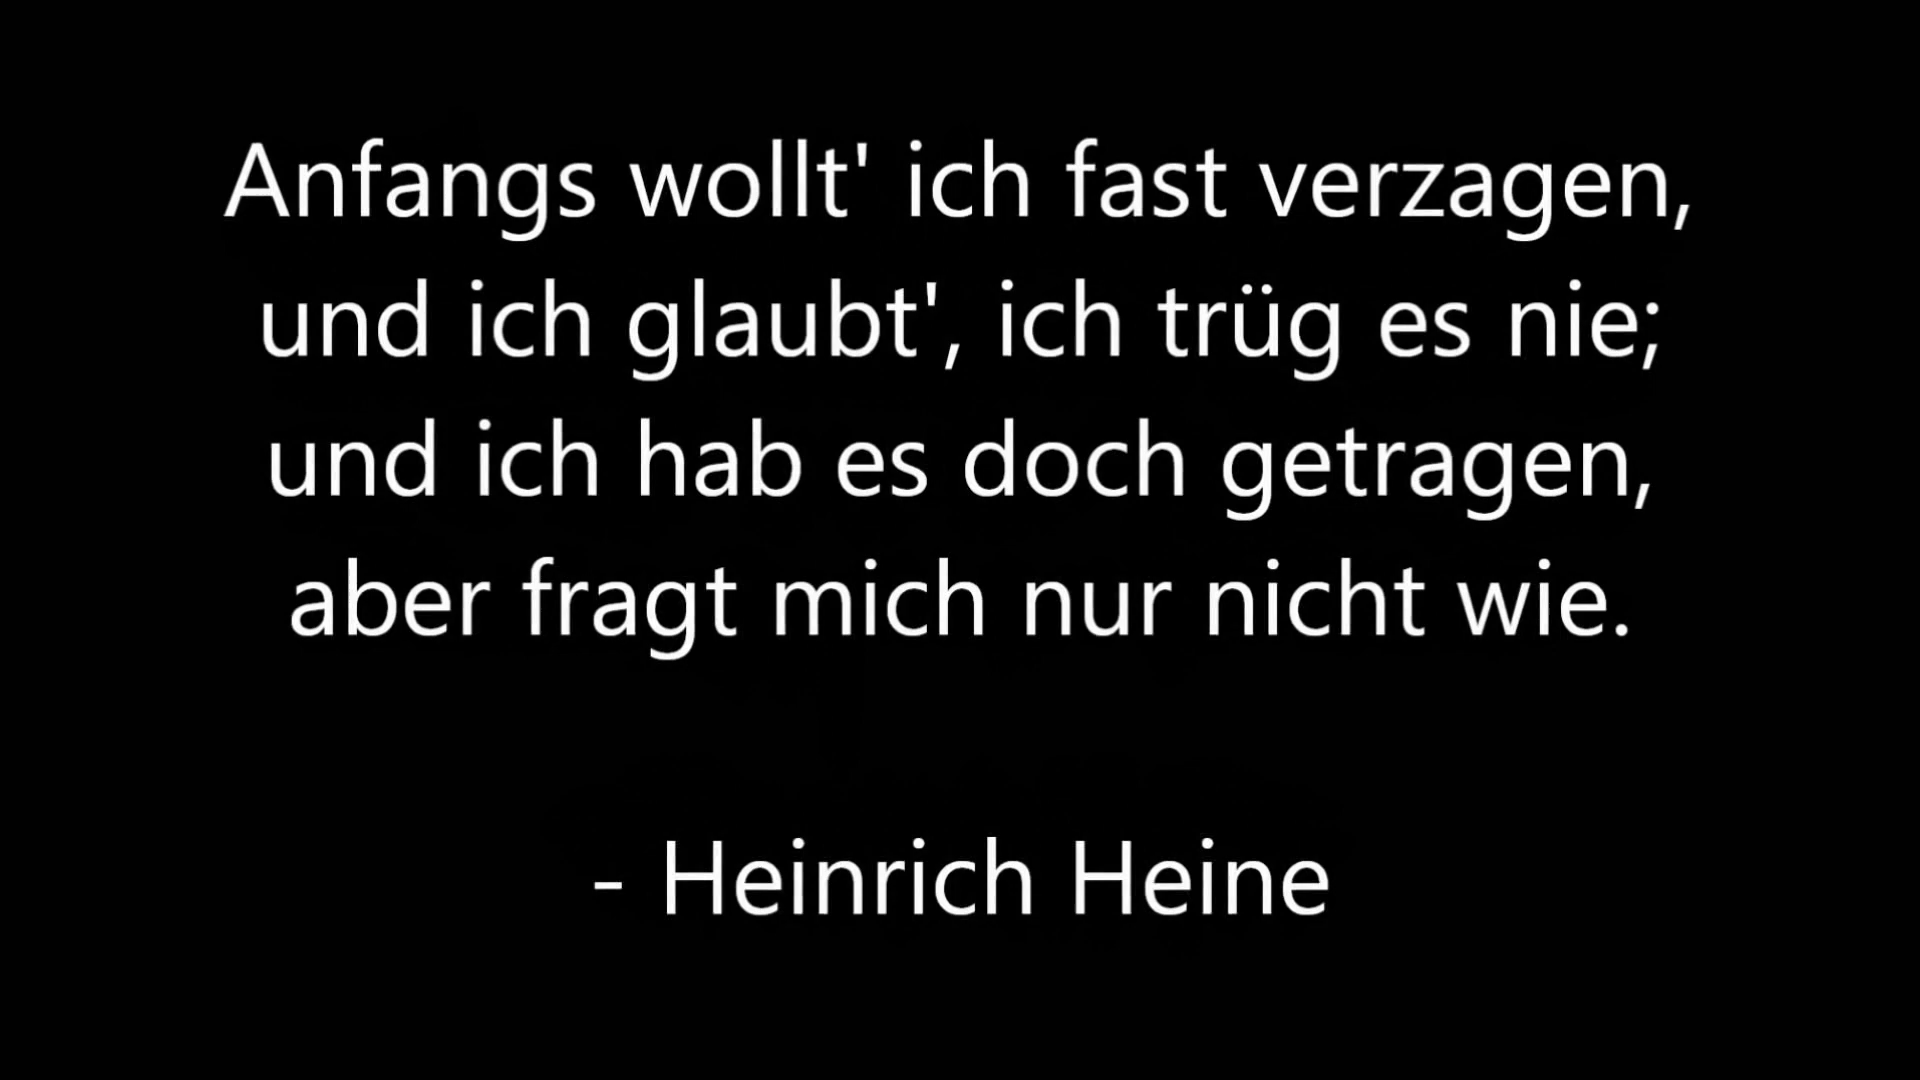 Anfangs wollt' ich fast verzagen,
und ich glaubt', ich trüg es nie;
und ich hab es doch getragen,
aber fragt mich nur nicht wie.
- Heinrich Heine